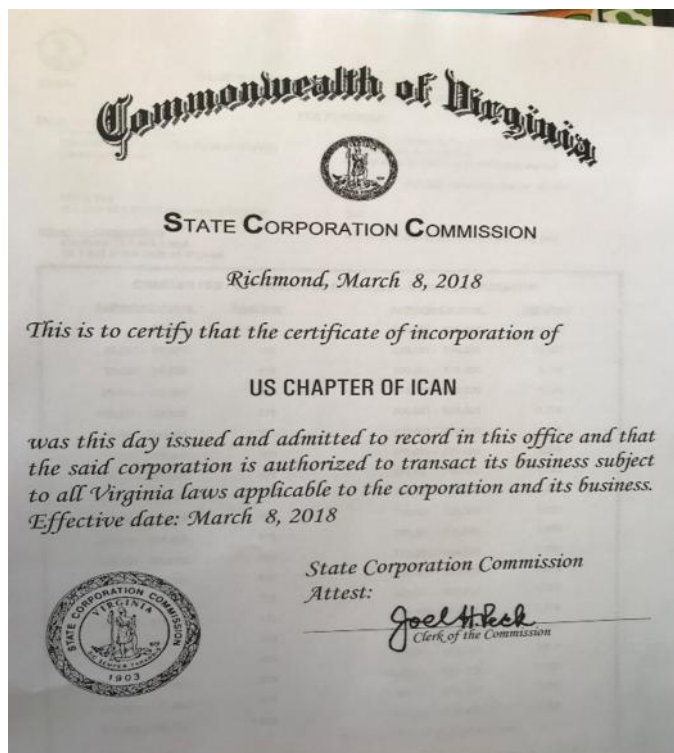 Commonwealth of Virginia
STATE CORPORATION COMMISSION
Richmond, March 8, 2018
This is to certify that the certificate of incorporation of
US CHAPTER OF ICAN
was this day issued and admitted to record in this office and that
the said corporation is authorized to transact its business subject
to all Virginia laws applicable to the corporation and its business.
Effective date: March 8, 2018
State Corporation Commission
Attest:
Joel H. Peck
Clerk of the Commission
STATE CORPORATION COMMISSION
VIRGINIA
SIC SEMPER TYRANNIS
1903